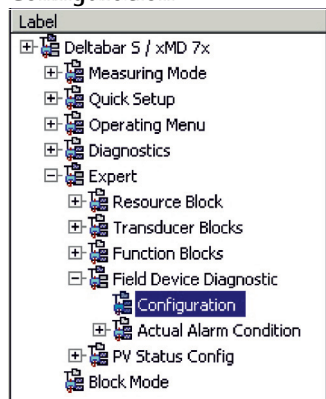 Label
Deltabar S / xMD 7x
Measuring Mode
Quick Setup
Operating Menu
Diagnostics
Expert
Resource Block
Transducer Blocks
Function Blocks
Field Device Diagnostic
Configuration
Actual Alarm Condition
PV Status Config
Block Mode